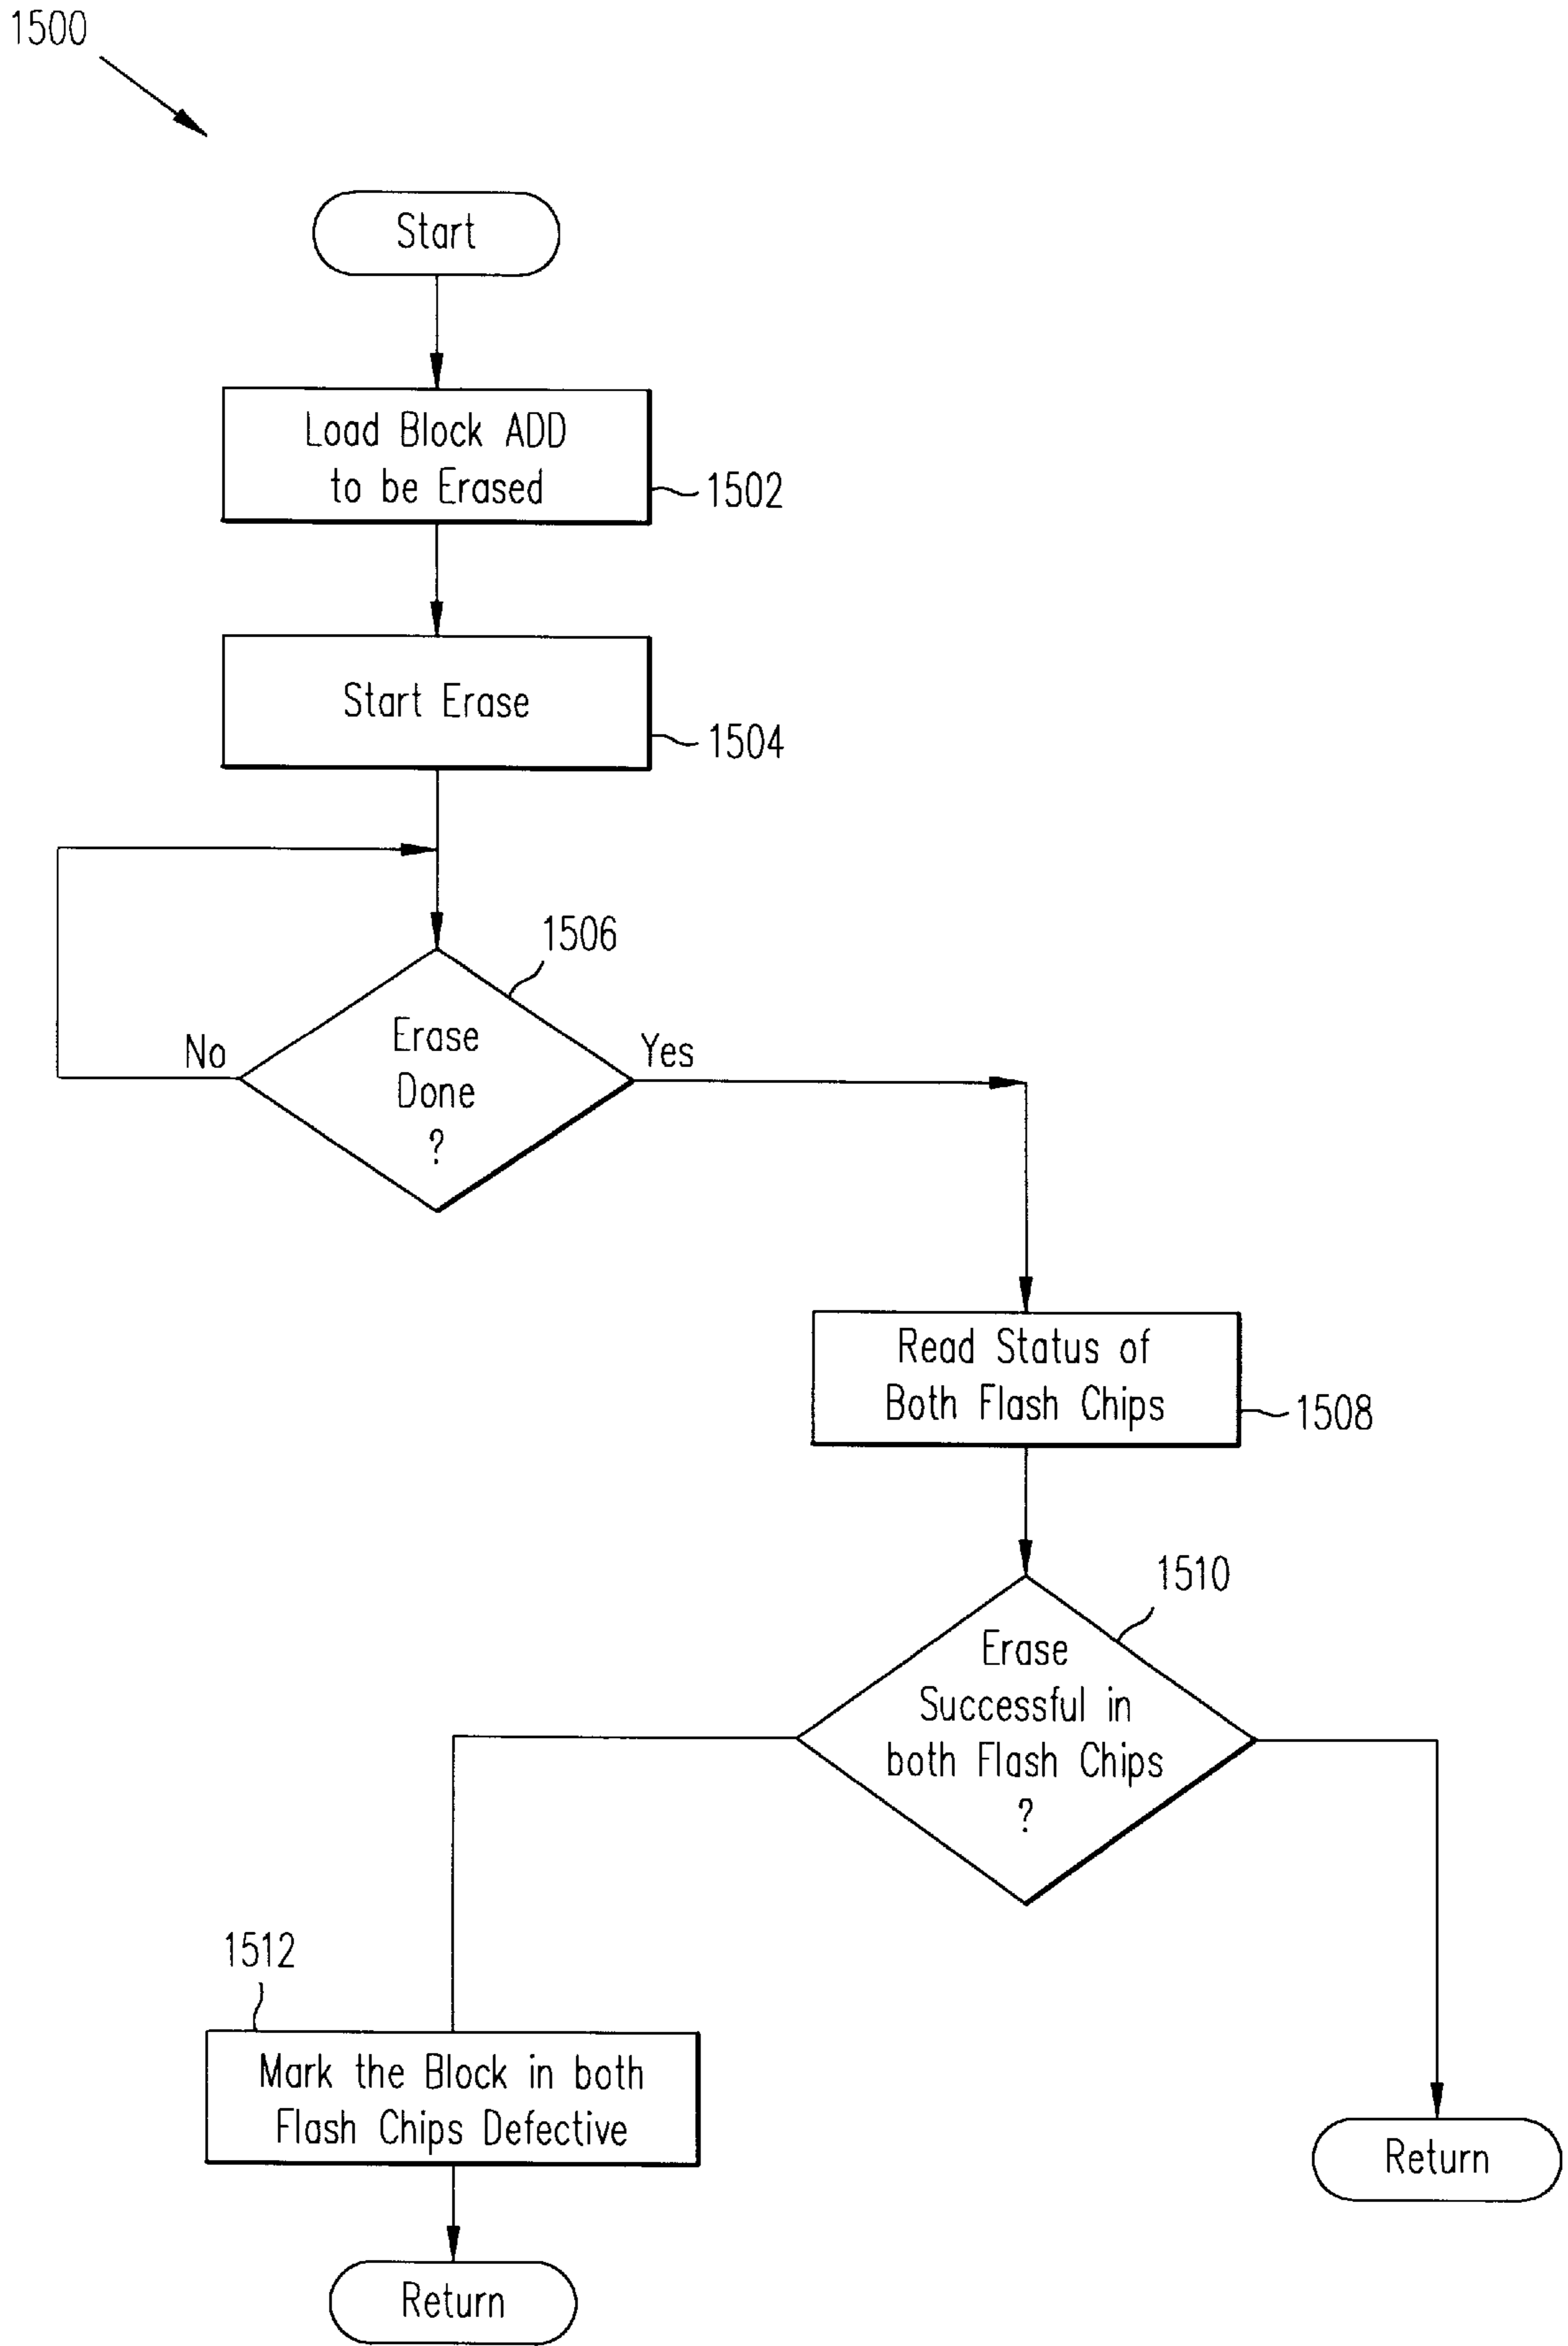 1500
Start
Load Block ADD
to be Erased
1502
Start Erase
1504
1506
Erase
Done
?
No
Yes
Read Status of
Both Flash Chips
1508
1510
Erase
Successful in
both Flash Chips
?
1512
Mark the Block in both
Flash Chips Defective
Return
Return